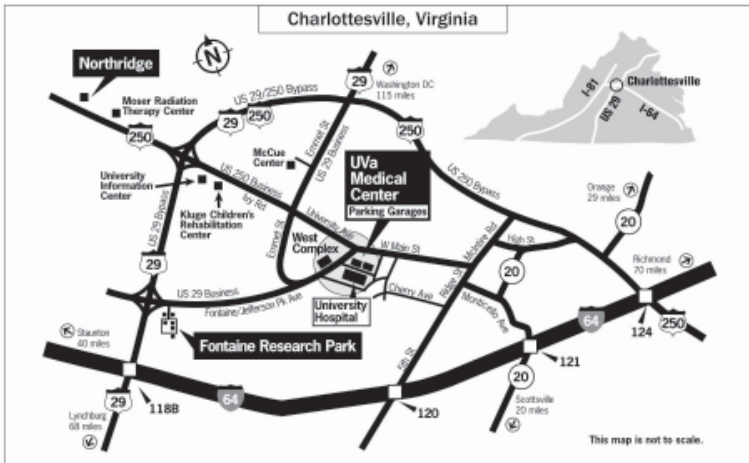 Charlottesville, Virginia
Northridge
N
Moser Radiation
Therapy Center
250
US 29/250 Bypass
29
250
29
Washington DC
115 miles
Emmet St
US 29 Business
McCue
Center
250
US 250 Bypass
I-81
US 29
I-64
Charlottesville
University
Information
Center
Kluge Children's
Rehabilitation
Center
US 250 Business
Ivy Rd
UVa
Medical
Center
Parking Garages
University Ave
West Complex
W Main St
Emmet St
US 29 Bypass
29
US 29 Business
Fontaine/Jefferson Pk Ave
University
Hospital
Cherry Ave
Ridge St
McIntire Rd
High St
20
Monticello Ave
Orange
29 miles
20
Richmond
70 miles
64
124
250
Fontaine Research Park
Staunton
40 miles
29
Lynchburg
68 miles
118B
64
5th St
120
121
20
Scottsville
20 miles
This map is not to scale.